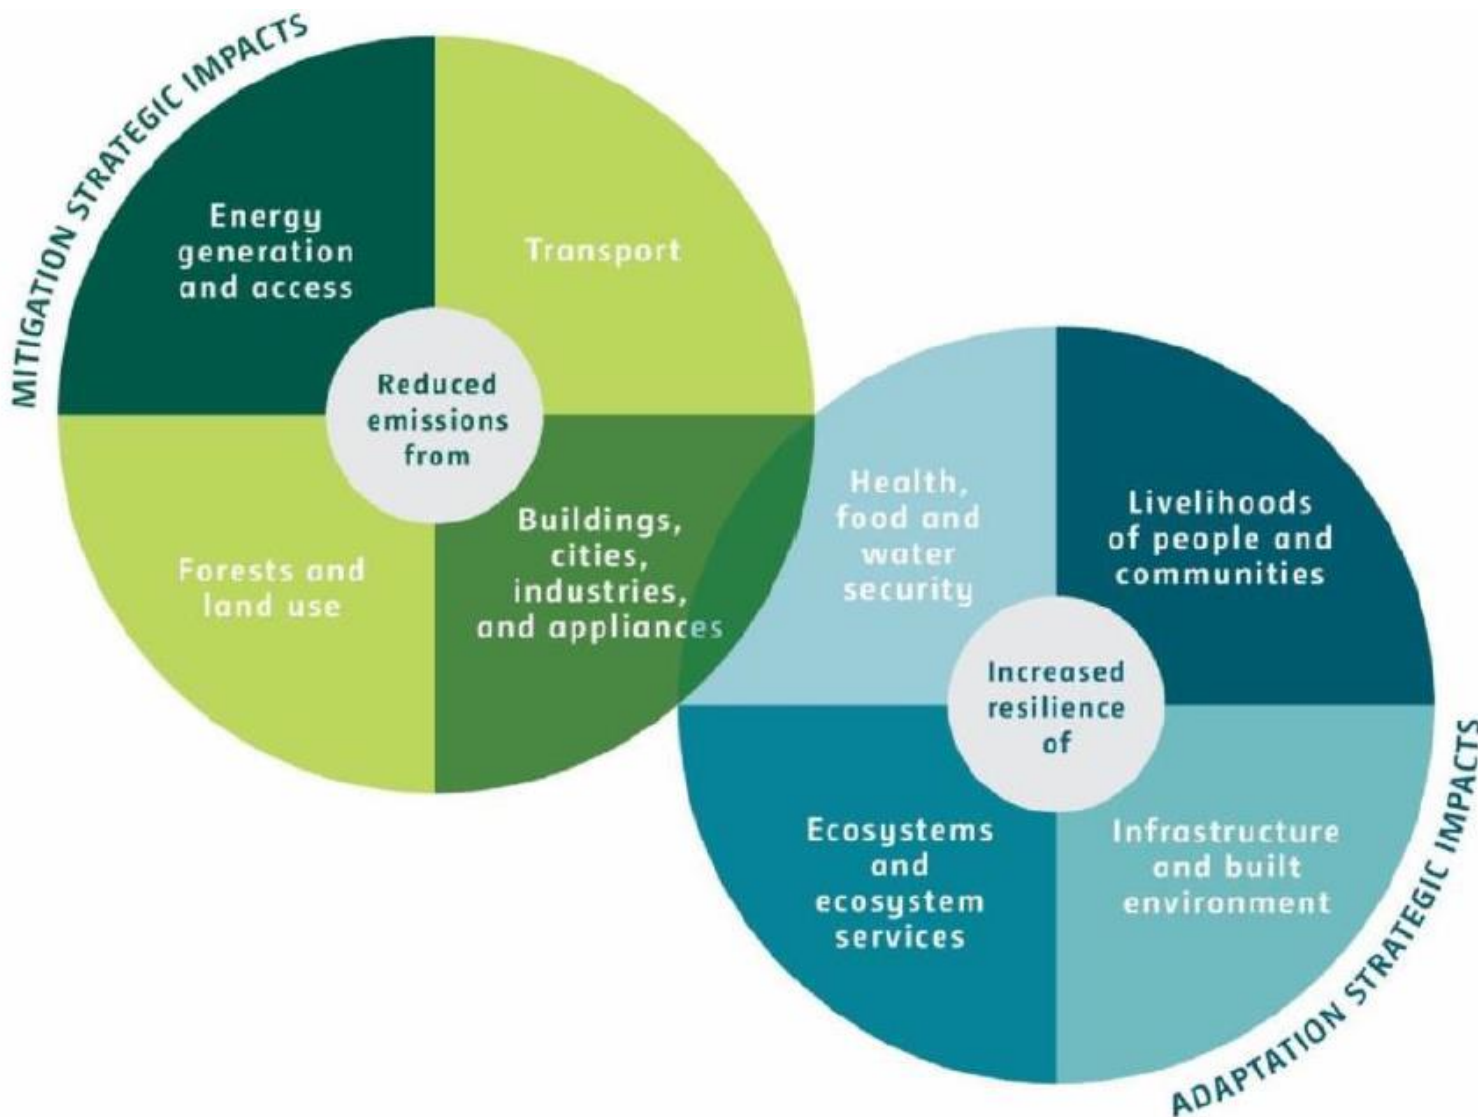 MITIGATION STRATEGIC IMPACTS
Energy
generation
and access
Transport
Reduced
emissions
from
Forests and
land use
Buildings,
cities,
industries,
and appliances
Health,
food and
water
security
Livelihoods
of people and
communities
Increased
resilience
of
Ecosystems
and
ecosystem
services
Infrastructure
and built
environment
ADAPTATION STRATEGIC IMPACTS